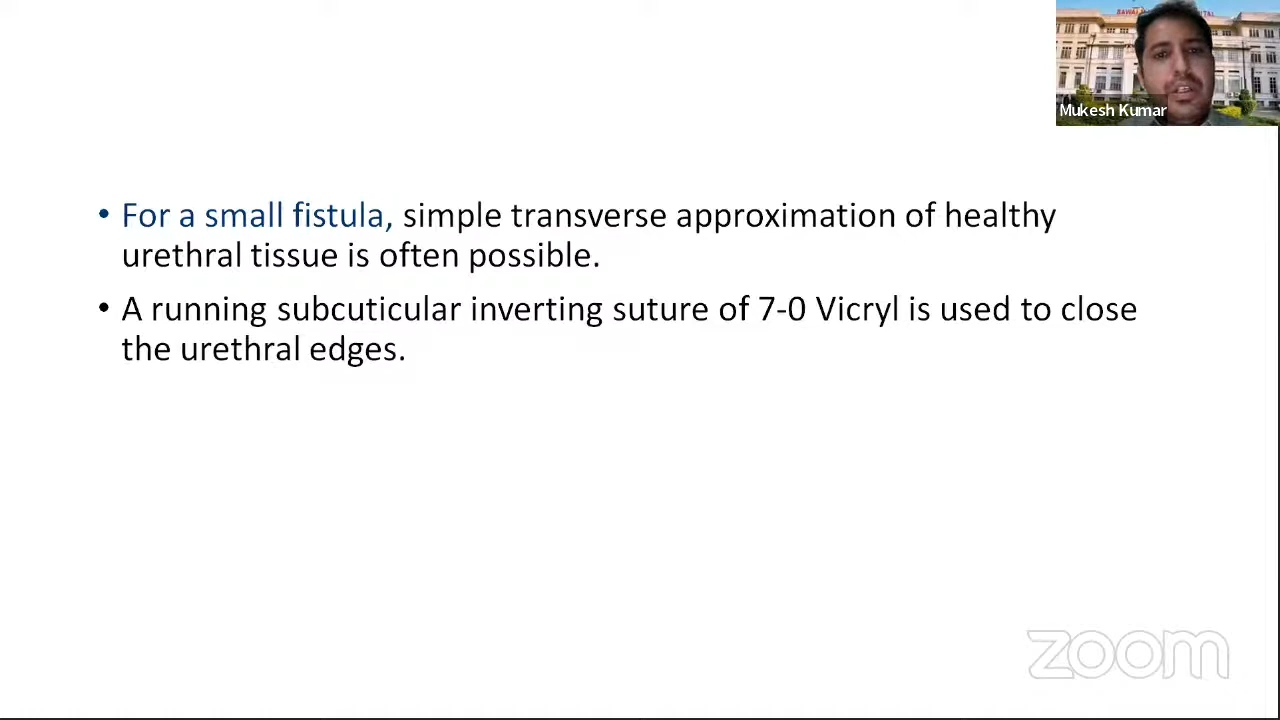 Mukesh Kumar
• For a small fistula, simple transverse approximation of healthy
urethral tissue is often possible.
• A running subcuticular inverting suture of 7-0 Vicryl is used to close
the urethral edges.
zoom